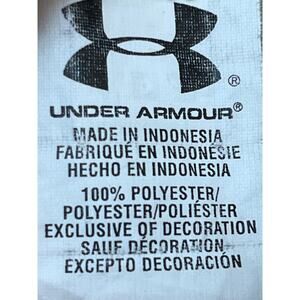 ®
UNDER ARMOUR®
MADE IN INDONESIA
FABRIQUÉ EN INDONÉSIE
HECHO EN INDONESIA
100% POLYESTER/
POLYESTER/POLIÉSTER
EXCLUSIVE OF DECORATION
SAUF DÉCORATION
EXCEPTO DECORACIÓN